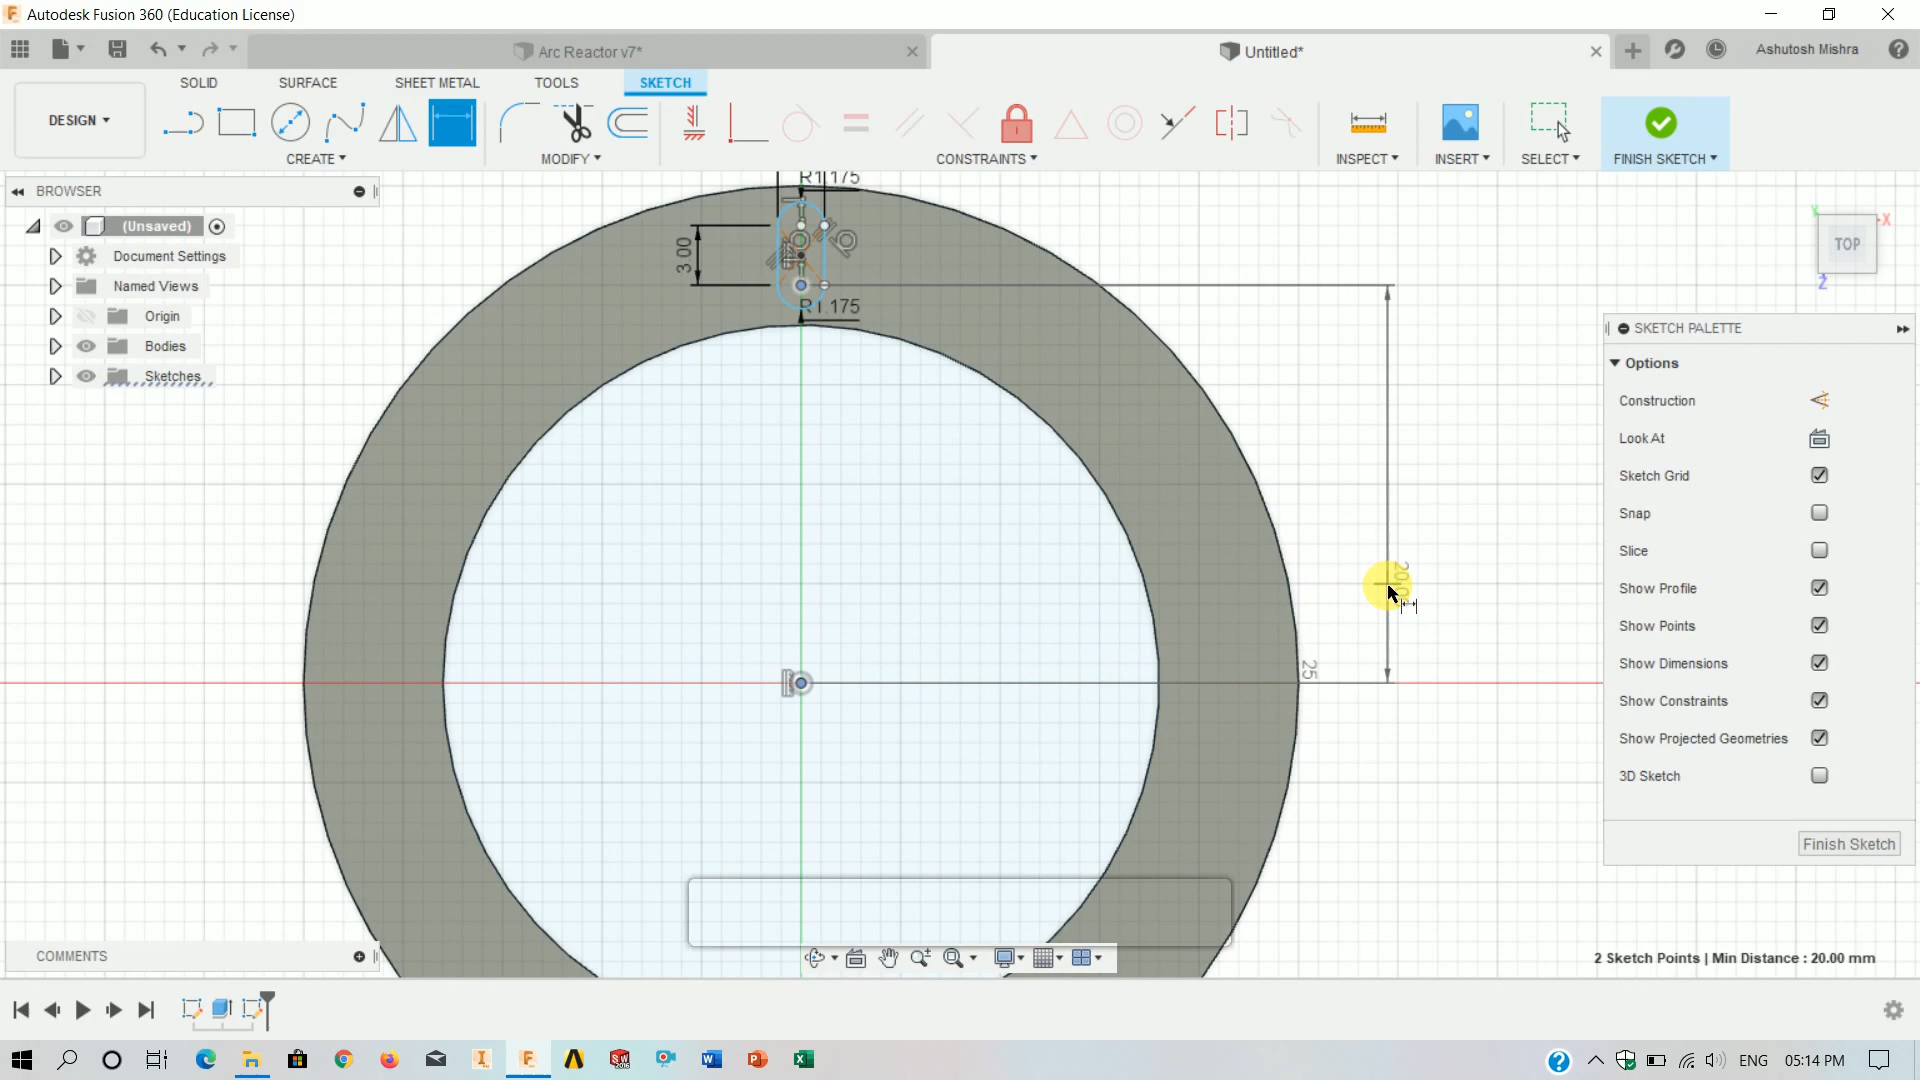 Autodesk Fusion 360 (Education License)
Arc Reactor v7*
Untitled*
Ashutosh Mishra
DESIGN
SOLID
SURFACE
SHEET METAL
TOOLS
SKETCH
CREATE
MODIFY
CONSTRAINTS
INSPECT
INSERT
SELECT
FINISH SKETCH
BROWSER
(Unsaved)
Document Settings
Named Views
Origin
Bodies
Sketches
R1.175
3.00
R1.175
25
TOP
X
Y
Z
SKETCH PALETTE
Options
Construction
Look At
Sketch Grid
Snap
Slice
Show Profile
Show Points
Show Dimensions
Show Constraints
Show Projected Geometries
3D Sketch
Finish Sketch
COMMENTS
2 Sketch Points | Min Distance : 20.00 mm
ENG
05:14 PM